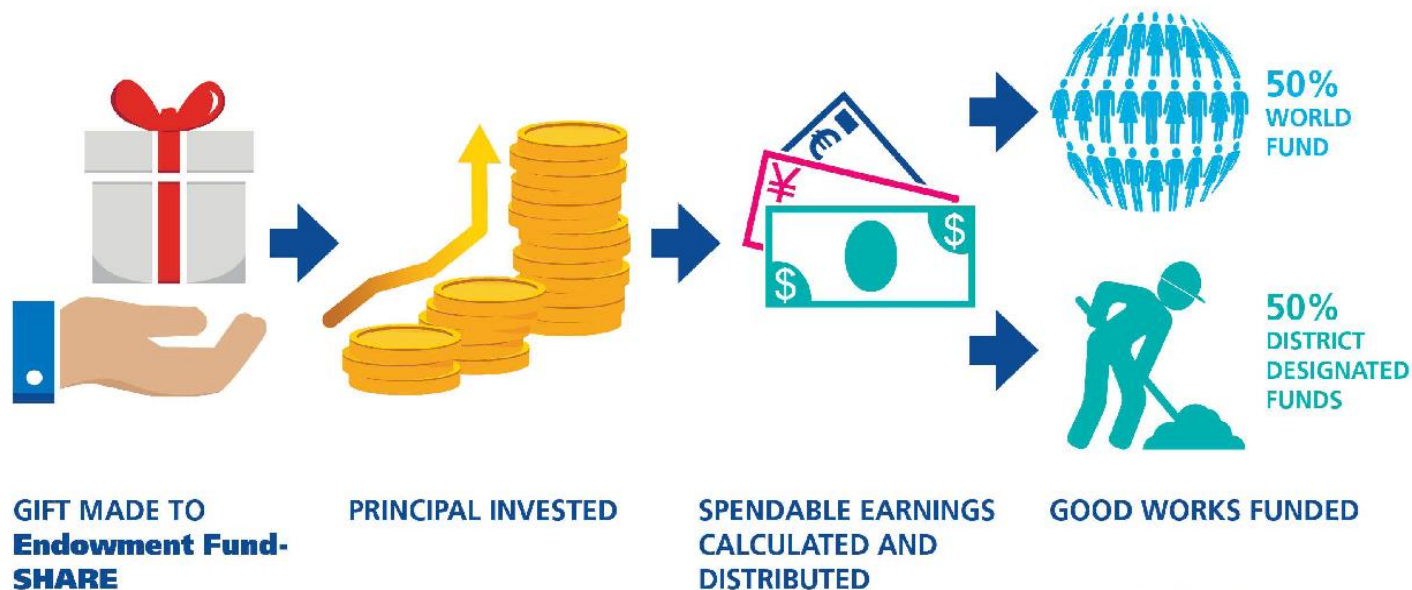 50%
WORLD
FUND
€
¥
$
$
50%
DISTRICT
DESIGNATED
FUNDS
GIFT MADE TO
Endowment Fund-
SHARE
PRINCIPAL INVESTED
SPENDABLE EARNINGS
CALCULATED AND
DISTRIBUTED
GOOD WORKS FUNDED